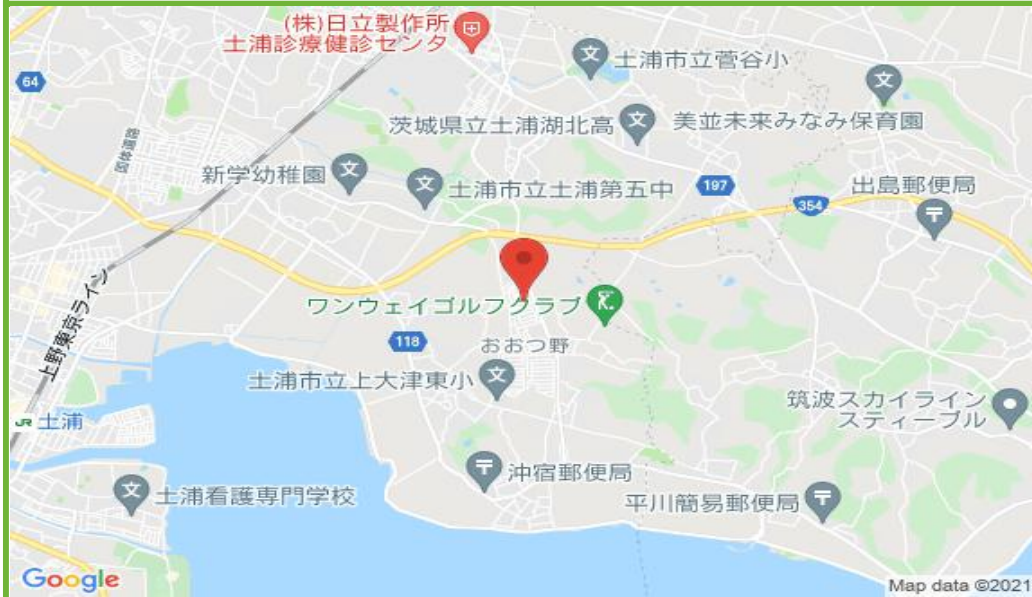 (株)日立製作所
土浦診療健診センタ
土浦市立菅谷小
64
茨城県立土浦湖北高
美並未来みなみ保育園
国体道路
新学幼稚園
土浦市立土浦第五中
197
出島郵便局
354
上野東京ライン
ワンウェイゴルフクラブ
118
おおつ野
土浦市立上大津東小
筑波スカイライン
スティーブル
JR 土浦
沖宿郵便局
土浦看護専門学校
平川簡易郵便局
Google
Map data ©2021